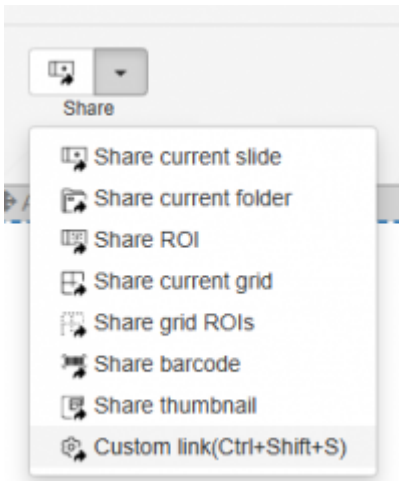 Share
Share current slide
Share current folder
Share ROI
Share current grid
Share grid ROIs
Share barcode
Share thumbnail
Custom link(Ctrl+Shift+S)